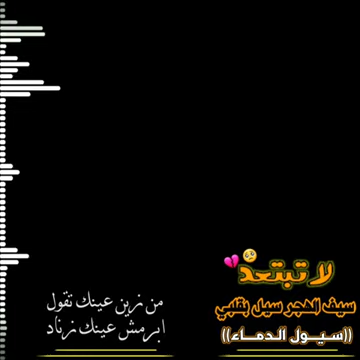 لا تبتعد
سيف الهجر سيل بقلبي
((سيول الدماء))
من زين عينك تقول
ابرمش عينك زناد